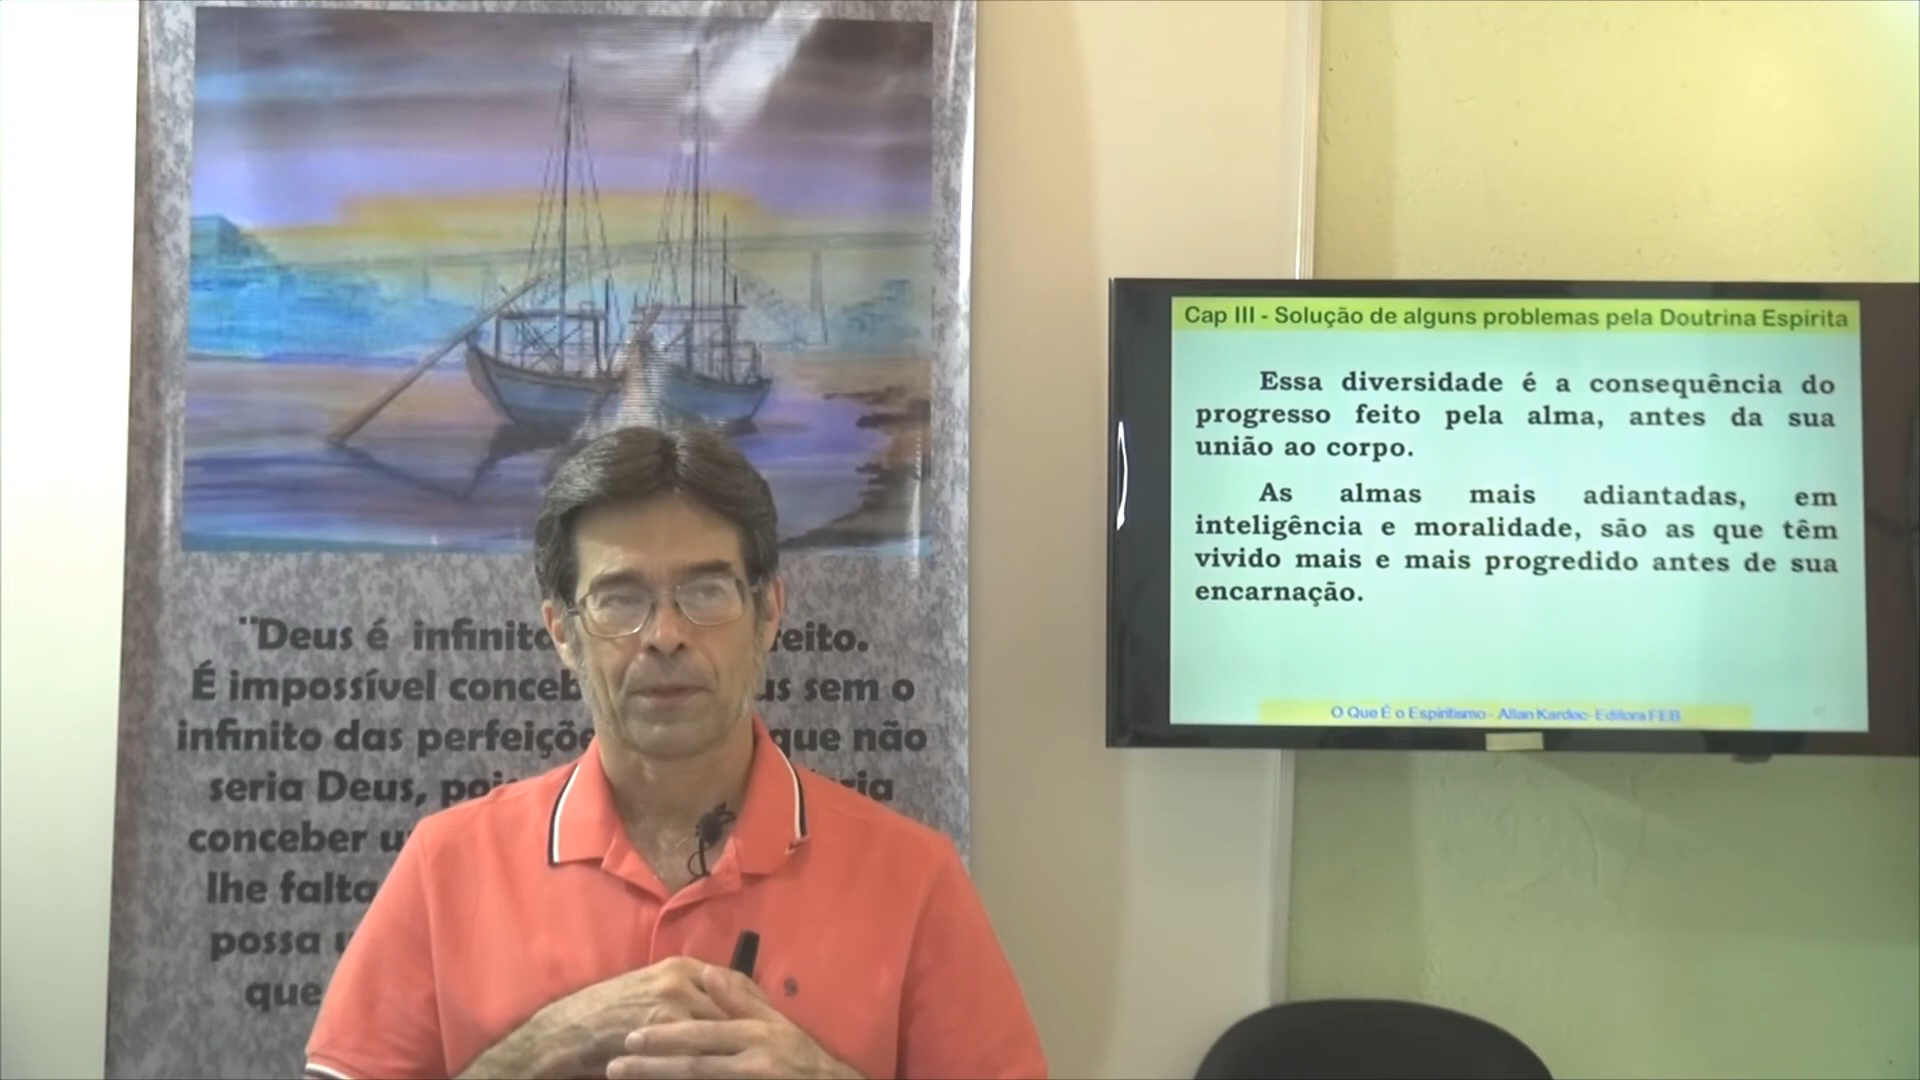 ¨Deus é infinito
feito.
É impossível conceb
us sem o
infinito das perfeiçõe
que não
seria Deus, pois
ria
conceber u
lhe falta
possa u
que
Cap III - Solução de alguns problemas pela Doutrina Espírita
Essa diversidade é a consequência do
progresso feito pela alma, antes da sua
união ao corpo.
As almas mais adiantadas, em
inteligência e moralidade, são as que têm
vivido mais e mais progredido antes de sua
encarnação.
O Que É o Espiritismo - Allan Kardec- Editora FEB